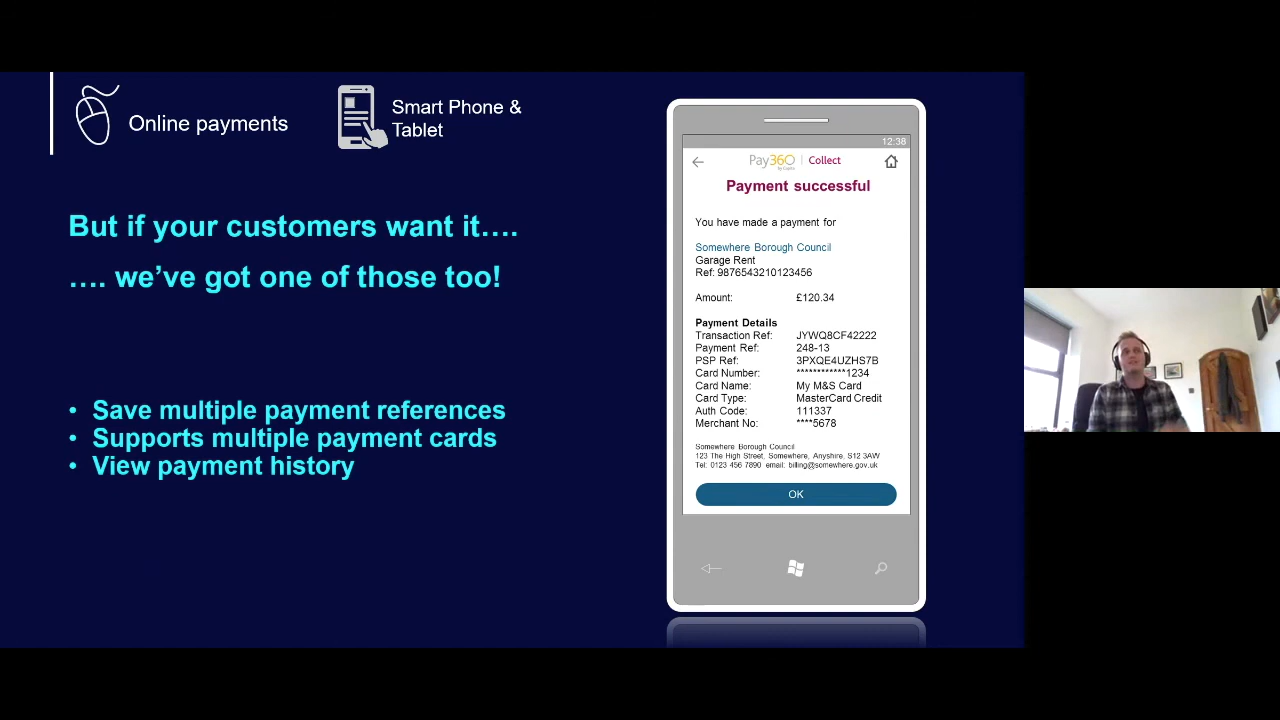 Online payments
Smart Phone &
Tablet
But if your customers want it….
…. we’ve got one of those too!
• Save multiple payment references
• Supports multiple payment cards
• View payment history
12:38
Pay360 by Capita | Collect
Payment successful
You have made a payment for
Somewhere Borough Council
Garage Rent
Ref: 9876543210123456
Amount: £120.34
Payment Details
Transaction Ref: JYWQ8CF42222
Payment Ref: 248-13
PSP Ref: 3PXQE4UZHS7B
Card Number: ************1234
Card Name: My M&S Card
Card Type: MasterCard Credit
Auth Code: 111337
Merchant No: ****5678
Somewhere Borough Council
123 The High Street, Somewhere, Anyshire, S12 3AW
Tel: 0123 456 7890 email: billing@somewhere.gov.uk
OK